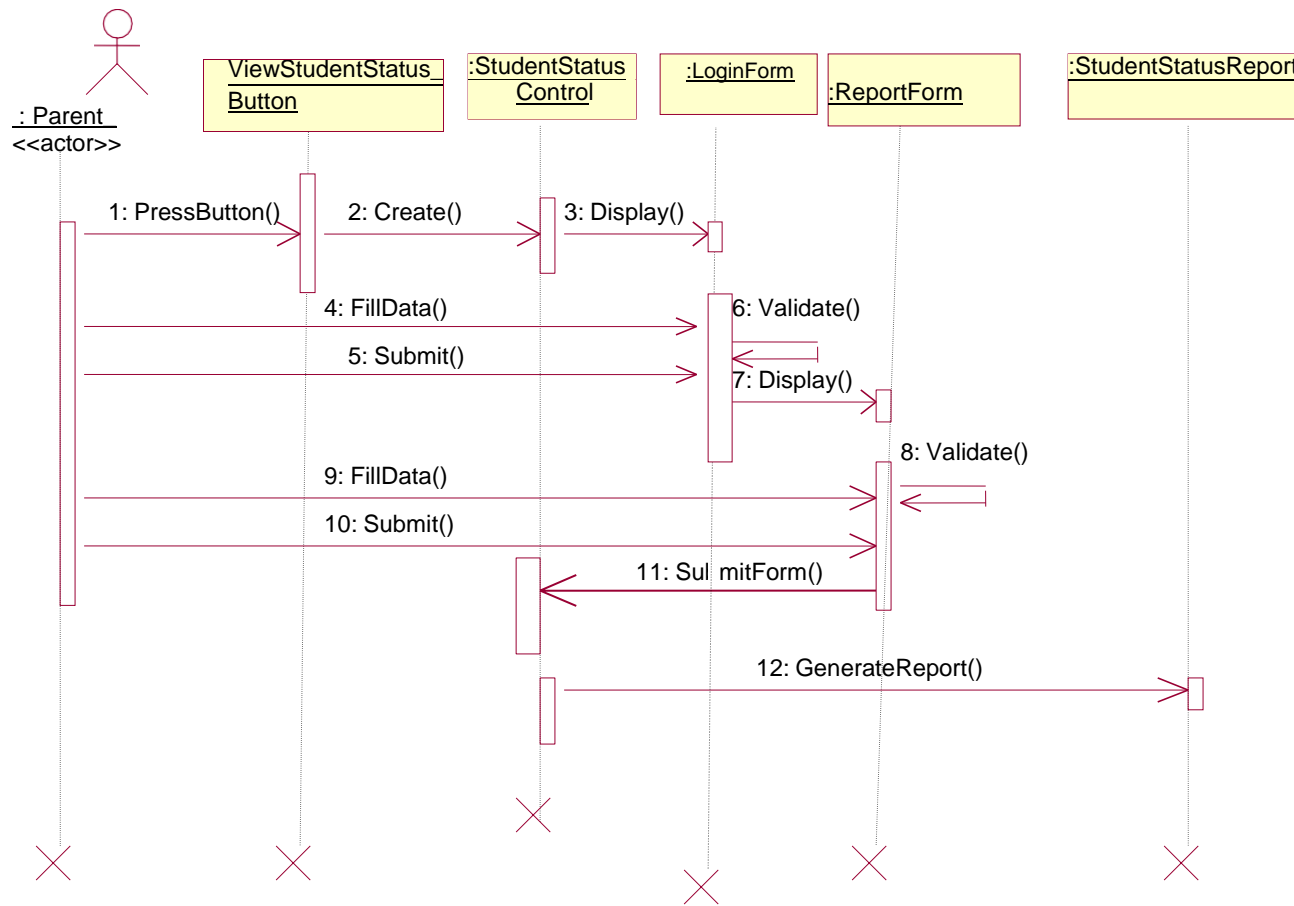 ViewStudentStatus_
Button
:StudentStatus
Control
:LoginForm
:ReportForm
:StudentStatusReport
: Parent
<<actor>>
1: PressButton()
2: Create()
3: Display()
4: FillData()
6: Validate()
5: Submit()
7: Display()
8: Validate()
9: FillData()
10: Submit()
11: Sul mitForm()
12: GenerateReport()